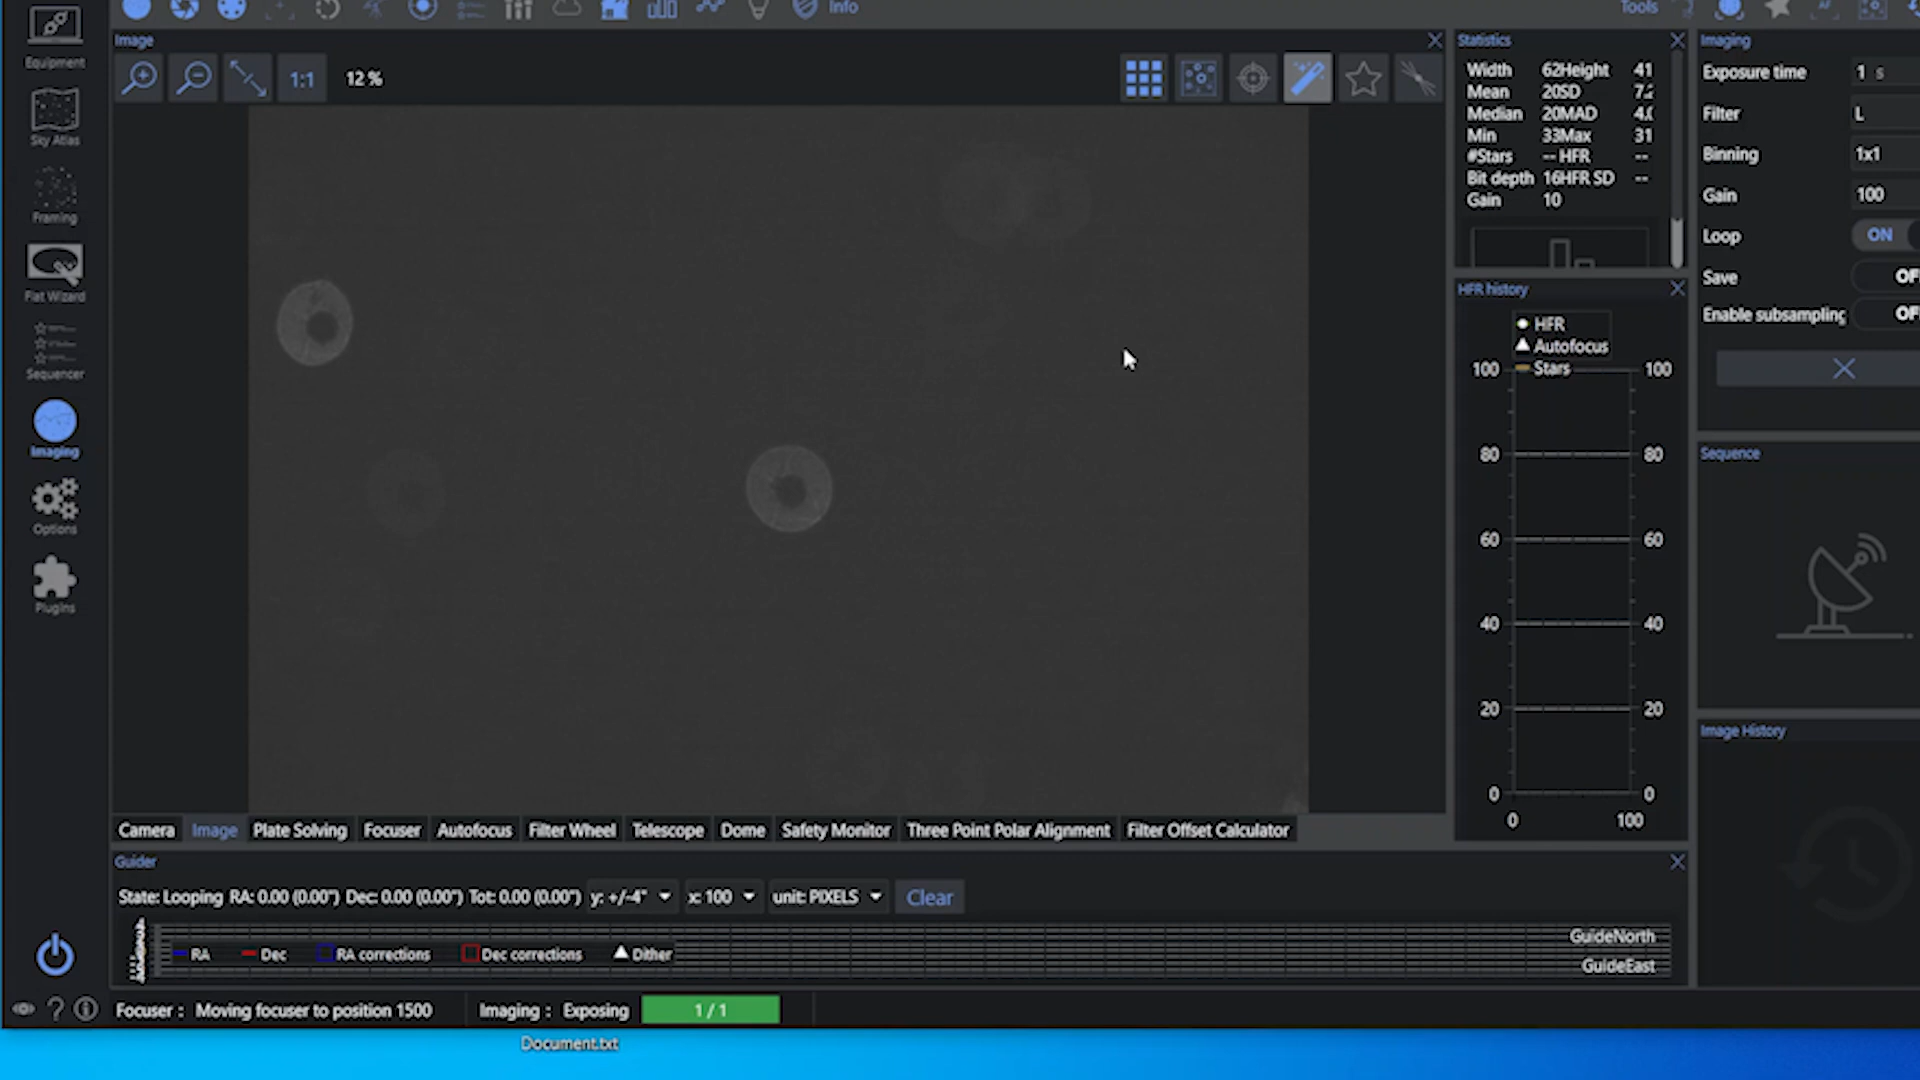 Info
Tools
Equipment
Sky Atlas
Framing
Flat Wizard
Sequencer
Imaging
Options
Plugins
Image
1:1
12 %
Statistics
Width 62Height 41
Mean 20SD
Median 20MAD
Min 33Max 31
#Stars -- HFR --
Bit depth 16HFR SD --
Gain 10
HFR history
HFR
Autofocus
Stars
100 100
80 80
60 60
40 40
20 20
0 0
0 100
Imaging
Exposure time 1 s
Filter L
Binning 1x1
Gain 100
Loop ON
Save OF
Enable subsampling OF
Sequence
Image History
Camera Image Plate Solving Focuser Autofocus Filter Wheel Telescope Dome Safety Monitor Three Point Polar Alignment Filter Offset Calculator
Guider
State: Looping RA: 0.00 (0.00") Dec: 0.00 (0.00") Tot: 0.00 (0.00") y: +/-4" x: 100 unit: PIXELS Clear
RA Dec RA corrections Dec corrections Dither
GuideNorth
GuideEast
Focuser : Moving focuser to position 1500 Imaging : Exposing 1 / 1
Document.txt